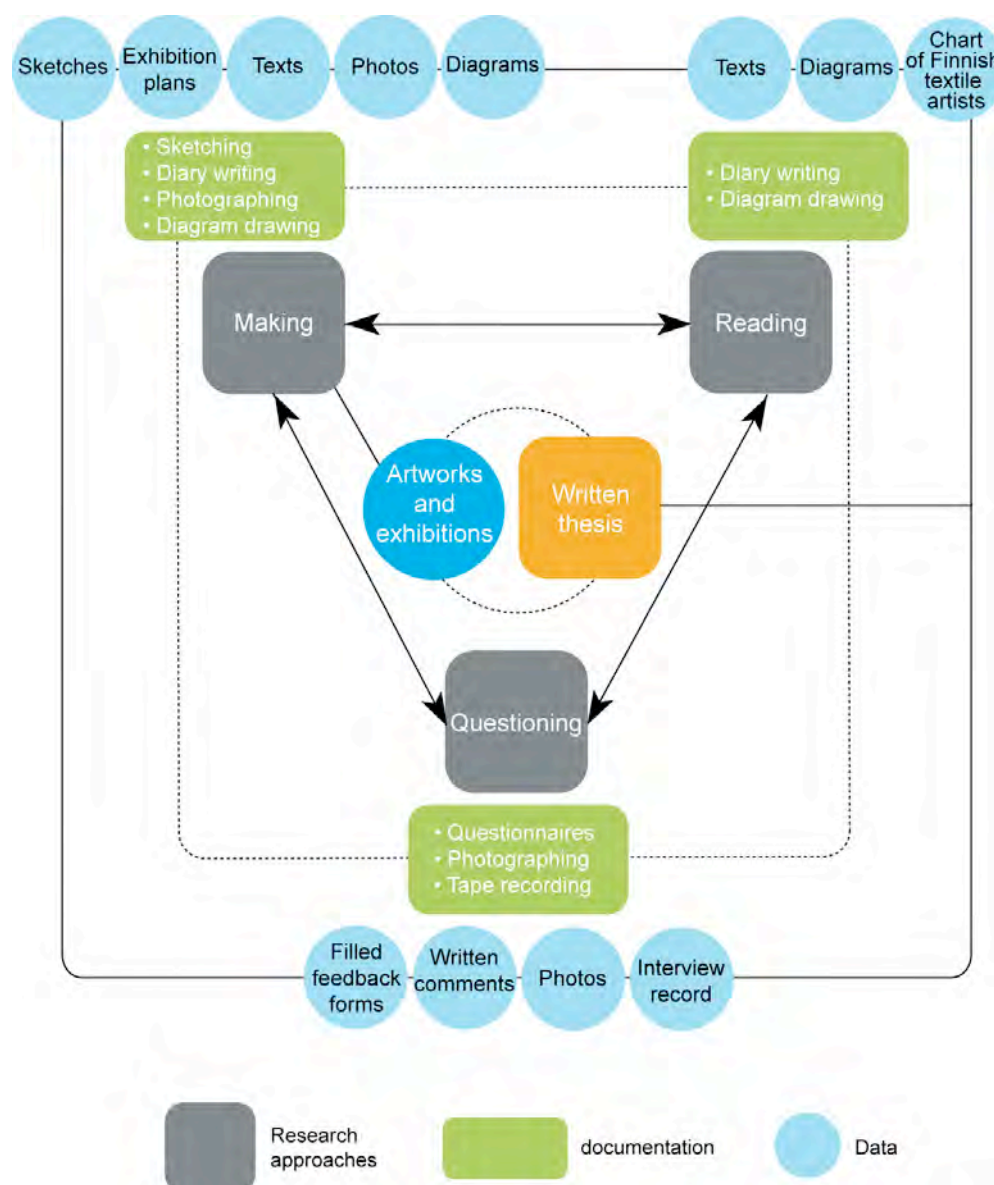 Sketches
Exhibition
plans
Texts
Photos
Diagrams
Texts
Diagrams
Chart
of Finnish
textile
artists
• Sketching
• Diary writing
• Photographing
• Diagram drawing
• Diary writing
• Diagram drawing
Making
Reading
Artworks
and
exhibitions
Written
thesis
Questioning
• Questionnaires
• Photographing
• Tape recording
Filled
feedback
forms
Written
comments
Photos
Interview
record
Research
approaches
documentation
Data